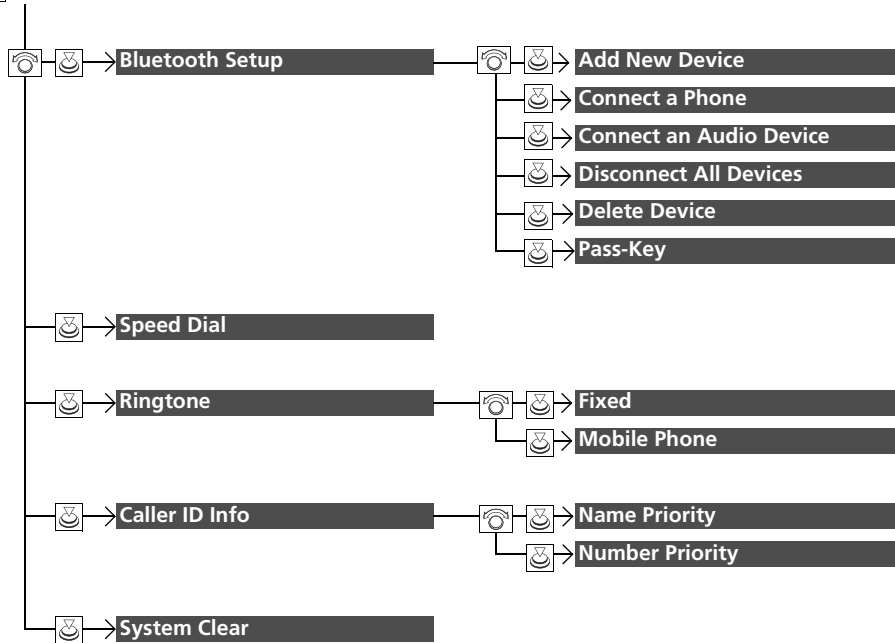 Bluetooth Setup
Add New Device
Connect a Phone
Connect an Audio Device
Disconnect All Devices
Delete Device
Pass-Key
Speed Dial
Ringtone
Fixed
Mobile Phone
Caller ID Info
Name Priority
Number Priority
System Clear